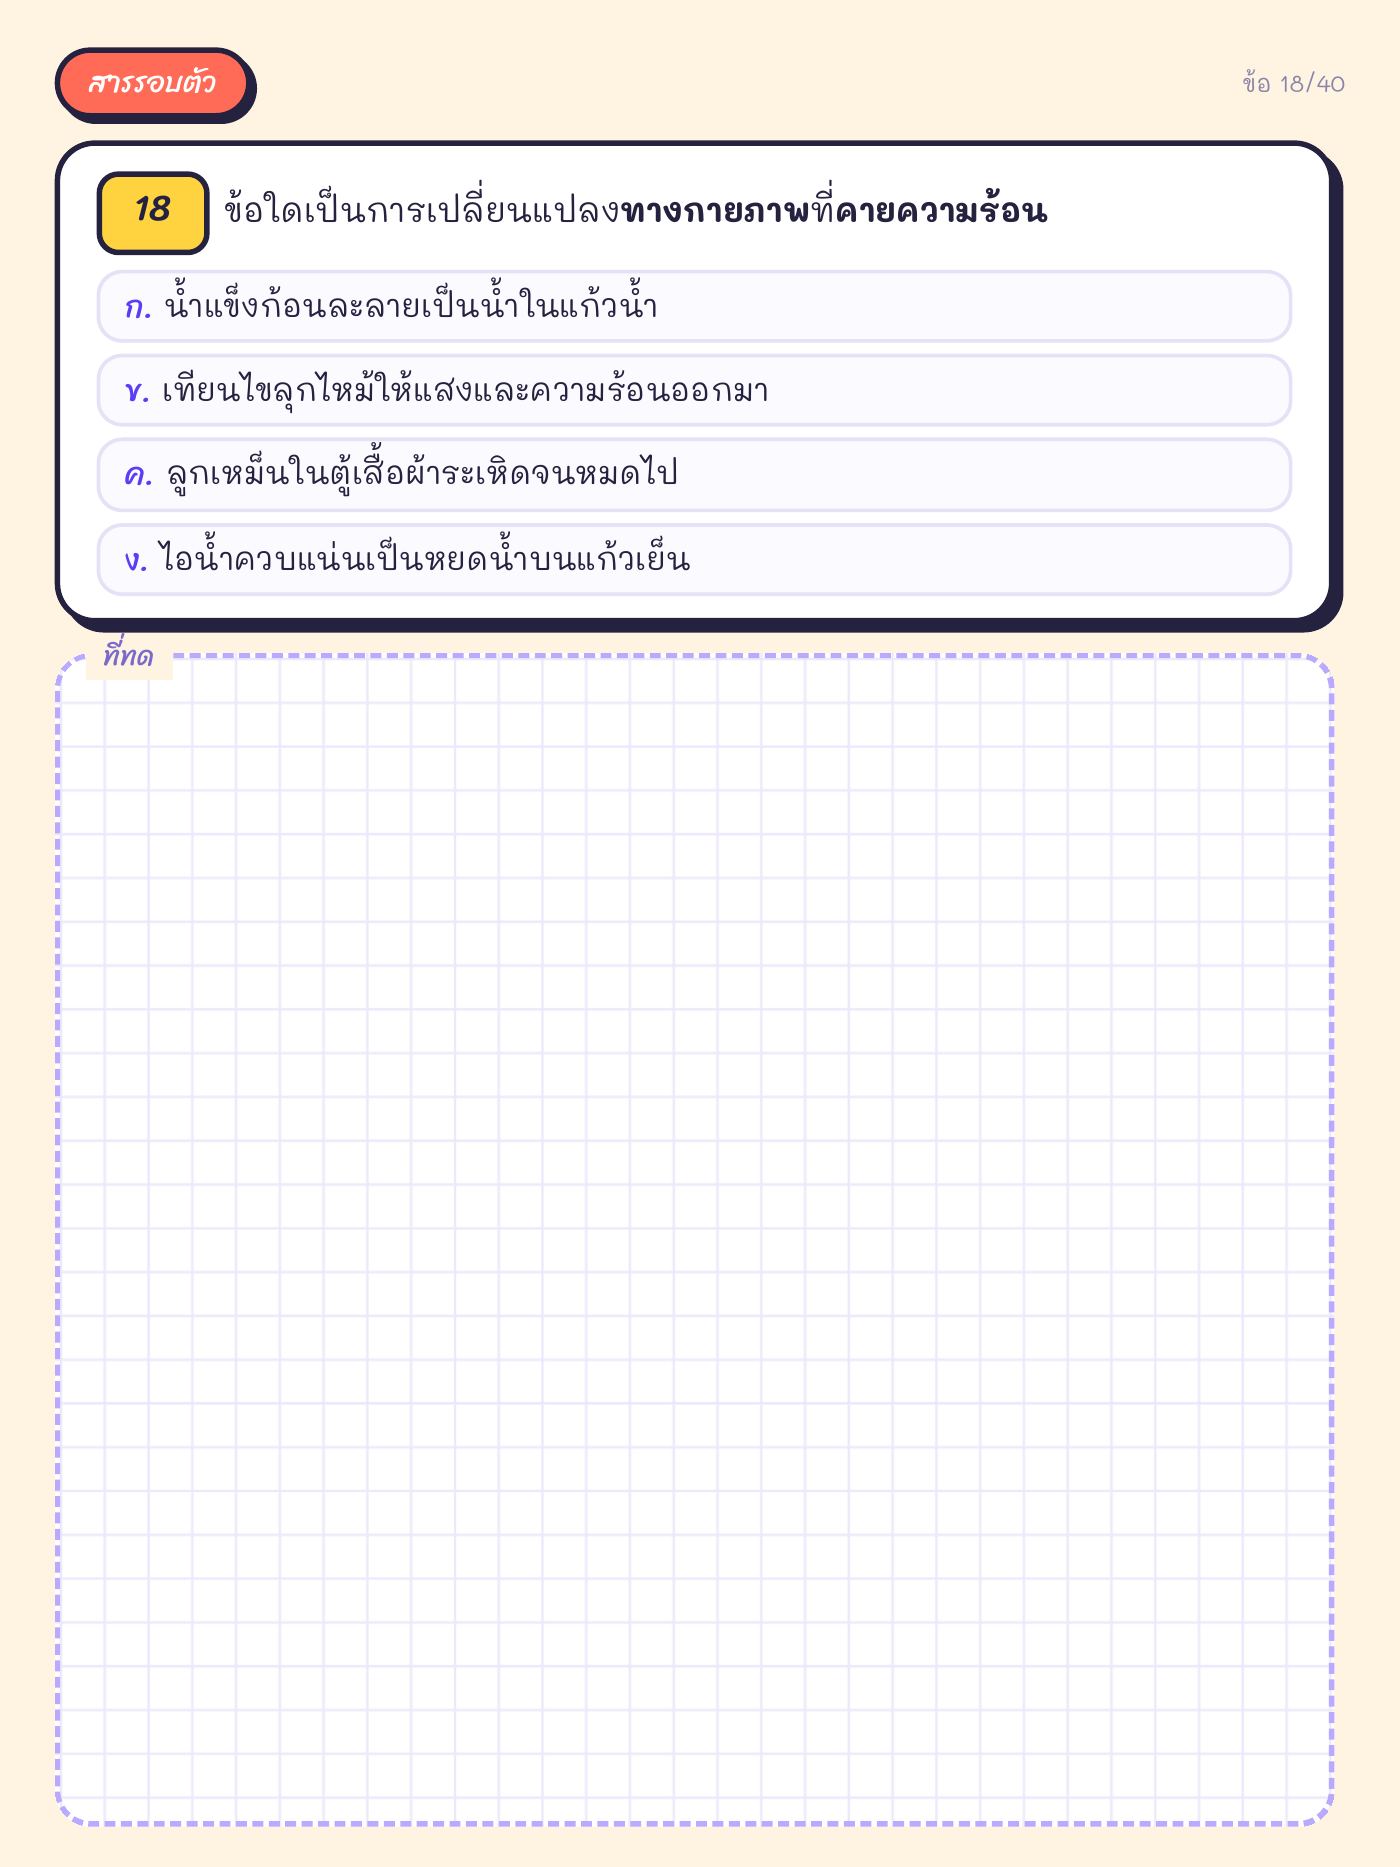 สารรอบตัว
ข้อ 18/40
18 ข้อใดเป็นการเปลี่ยนแปลงทางกายภาพที่คายความร้อน
ก. น้ำแข็งก้อนละลายเป็นน้ำในแก้วน้ำ
ข. เทียนไขลุกไหม้ให้แสงและความร้อนออกมา
ค. ลูกเหม็นในตู้เสื้อผ้าระเหิดจนหมดไป
ง. ไอน้ำควบแน่นเป็นหยดน้ำบนแก้วเย็น
ที่ทด